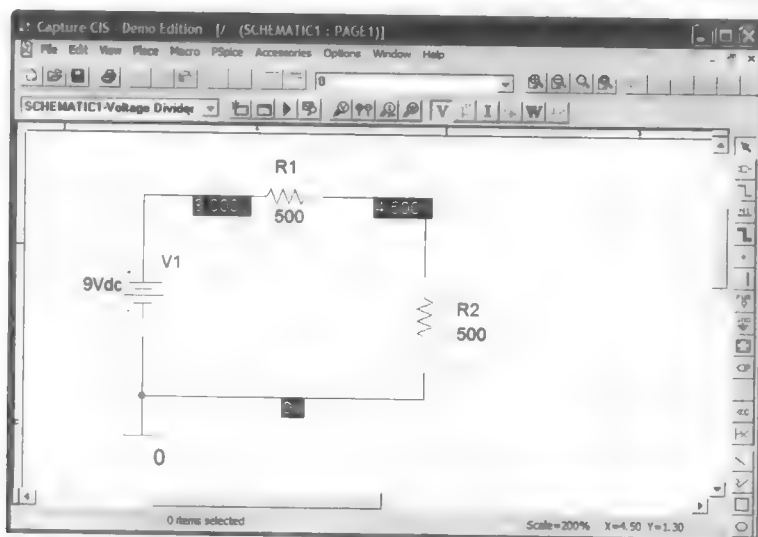 Capture CIS - Demo Edition [/ (SCHEMATIC1 : PAGE1)]
File Edit View Place Macro PSpice Accessories Options Window Help
0
SCHEMATIC1-Voltage Divider
V I W
R1
500
V1
9Vdc
R2
500
0
0 items selected
Scale=200% X=4.50 Y=1.30